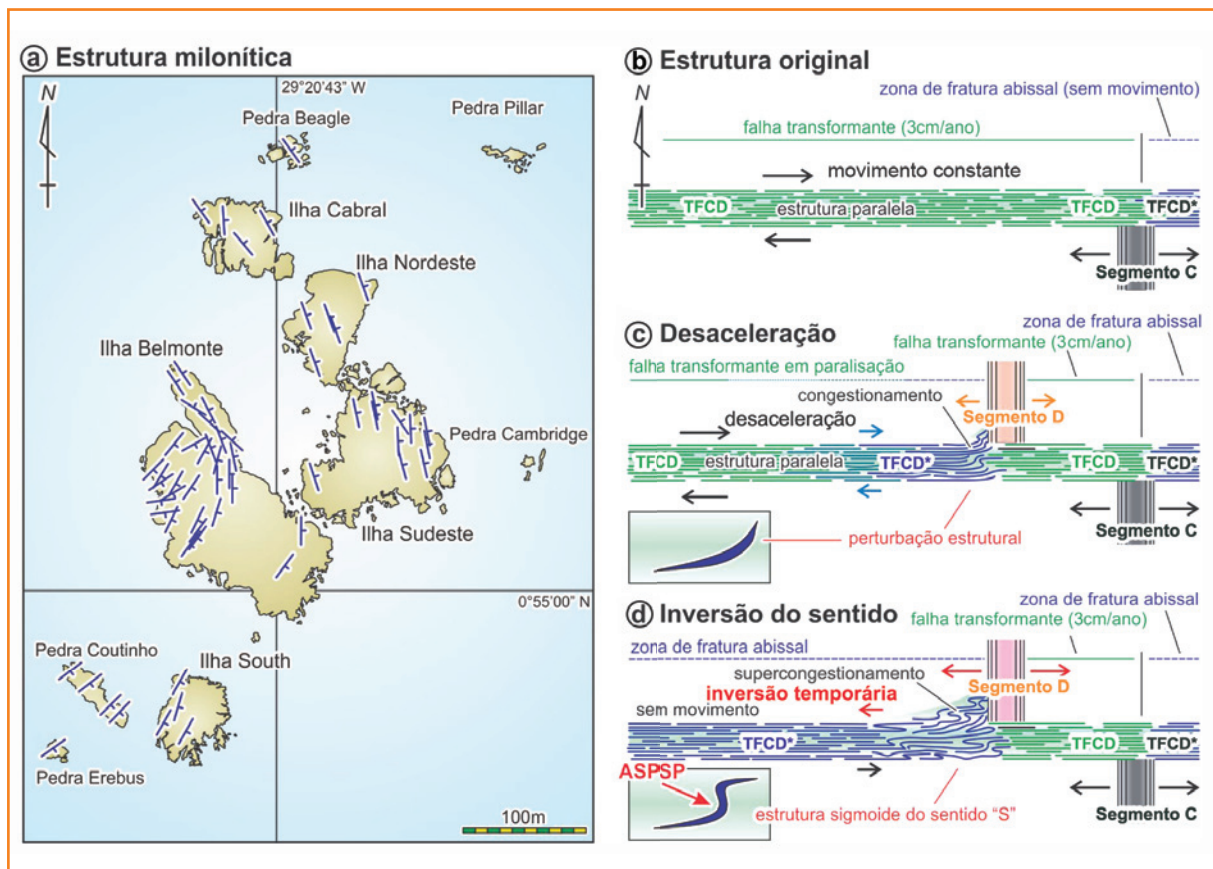 a Estrutura milonítica
N
29°20'43" W
Pedra Beagle
Pedra Pillar
Ilha Cabral
Ilha Nordeste
Ilha Belmonte
Pedra Cambridge
Ilha Sudeste
0°55'00" N
Pedra Coutinho
Ilha South
Pedra Erebus
100m
b Estrutura original
N
zona de fratura abissal (sem movimento)
falha transformante (3cm/ano)
movimento constante
TFCD estrutura paralela TFCD TFCD*
Segmento C
c Desaceleração
zona de fratura abissal
falha transformante (3cm/ano)
falha transformante em paralisação
congestionamento
Segmento D
desaceleração
TFCD estrutura paralela TFCD* TFCD TFCD*
Segmento C
perturbação estrutural
d Inversão do sentido
zona de fratura abissal
falha transformante (3cm/ano)
zona de fratura abissal
supercongestionamento
Segmento D
inversão temporária
sem movimento
TFCD* TFCD TFCD*
ASPSP
Segmento C
estrutura sigmoide do sentido "S"